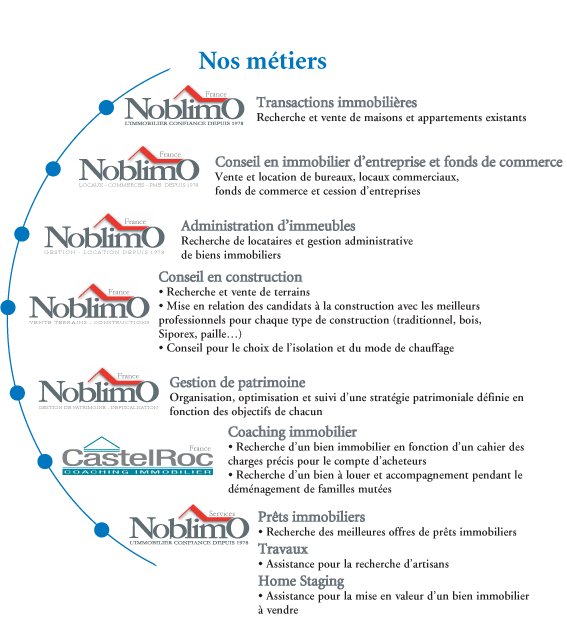 Nos métiers
France
NoblimO
L'IMMOBILIER CONFIANCE DEPUIS 1978
Transactions immobilières
Recherche et vente de maisons et appartements existants
France
NoblimO
LOCAUX - COMMERCES - PME DEPUIS 1978
Conseil en immobilier d'entreprise et fonds de commerce
Vente et location de bureaux, locaux commerciaux,
fonds de commerce et cession d'entreprises
France
NoblimO
GESTION - LOCATION DEPUIS 1978
Administration d'immeubles
Recherche de locataires et gestion administrative
de biens immobiliers
France
NoblimO
VENTE TERRAINS - CONSTRUCTIONS
Conseil en construction
• Recherche et vente de terrains
• Mise en relation des candidats à la construction avec les meilleurs
professionnels pour chaque type de construction (traditionnel, bois,
Siporex, paille…)
• Conseil pour le choix de l'isolation et du mode de chauffage
France
NoblimO
GESTION DE PATRIMOINE - DEFISCALISATION
Gestion de patrimoine
Organisation, optimisation et suivi d'une stratégie patrimoniale définie en
fonction des objectifs de chacun
France
CastelRoc
COACHING IMMOBILIER
Coaching immobilier
• Recherche d'un bien immobilier en fonction d'un cahier des
charges précis pour le compte d'acheteurs
• Recherche d'un bien à louer et accompagnement pendant le
déménagement de familles mutées
Services
NoblimO
L'IMMOBILIER CONFIANCE DEPUIS 1978
Prêts immobiliers
• Recherche des meilleures offres de prêts immobiliers
Travaux
• Assistance pour la recherche d'artisans
Home Staging
• Assistance pour la mise en valeur d'un bien immobilier
à vendre